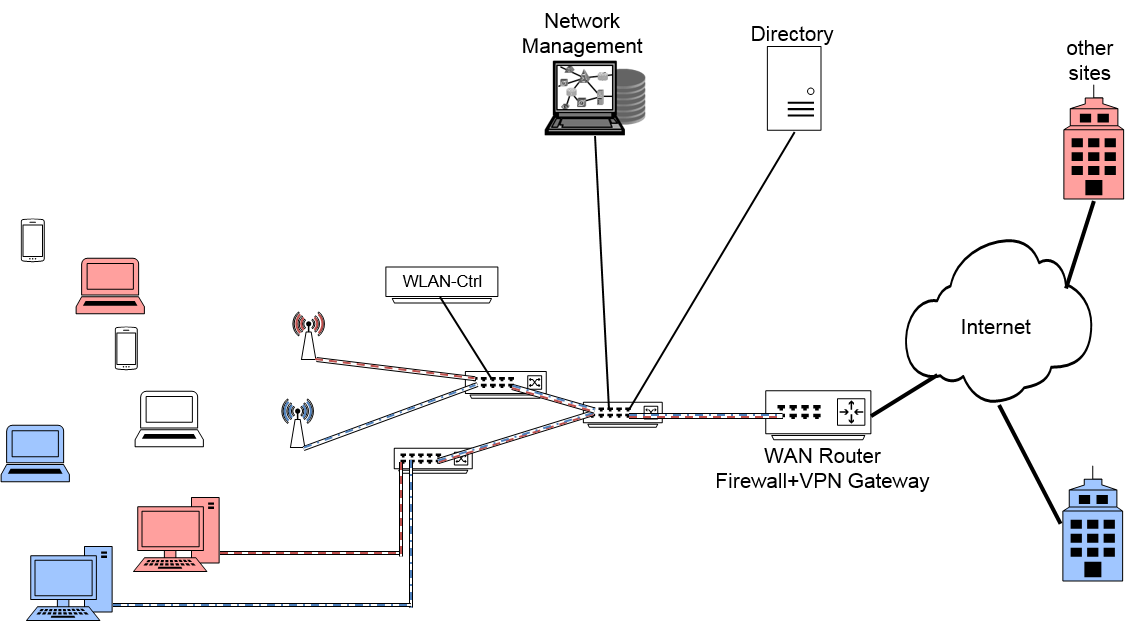 Network
Management
Directory
other
sites
WLAN-Ctrl
Internet
WAN Router
Firewall+VPN Gateway